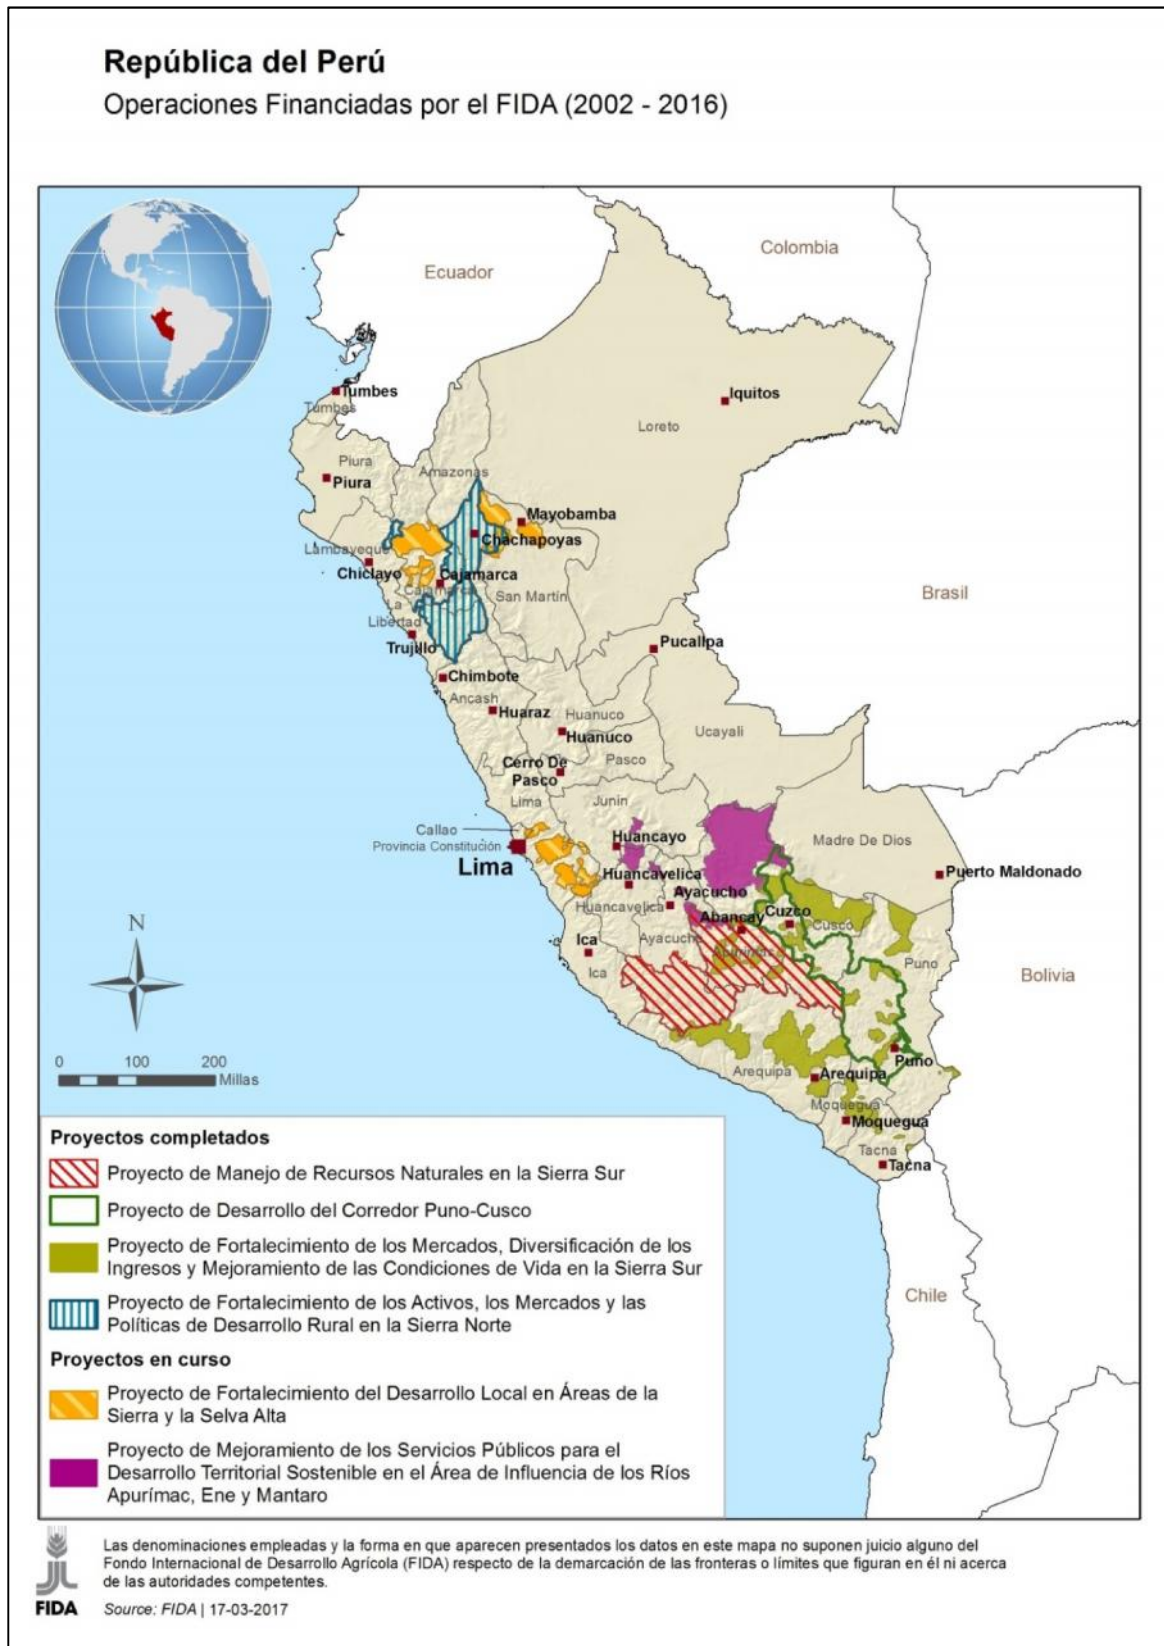 República del Perú
Operaciones Financiadas por el FIDA (2002 - 2016)
Colombia
Ecuador
Tumbes
Tumbes
Iquitos
Loreto
Piura
Piura
Amazonas
Mayobamba
Chachapoyas
Lambayeque
Chiclayo
Cajamarca
Cajamarca
San Martín
La
Libertad
Trujillo
Brasil
Pucallpa
Chimbote
Ancash
Huaraz
Huanuco
Huanuco
Ucayali
Pasco
Cerro De
Pasco
Lima
Junín
Callao
Provincia Constitución
Lima
Huancayo
Madre De Dios
Huancavelica
Puerto Maldonado
Ayacucho
Huancavelica
Abancay
Cuzco
Cusco
Ayacucho
Ica
Apurimac
Puno
Ica
Bolivia
N
0 100 200
Millas
Puno
Arequipa
Arequipa
Moquegua
Moquegua
Tacna
Tacna
Chile
Proyectos completados
Proyecto de Manejo de Recursos Naturales en la Sierra Sur
Proyecto de Desarrollo del Corredor Puno-Cusco
Proyecto de Fortalecimiento de los Mercados, Diversificación de los
Ingresos y Mejoramiento de las Condiciones de Vida en la Sierra Sur
Proyecto de Fortalecimiento de los Activos, los Mercados y las
Políticas de Desarrollo Rural en la Sierra Norte
Proyectos en curso
Proyecto de Fortalecimiento del Desarrollo Local en Áreas de la
Sierra y la Selva Alta
Proyecto de Mejoramiento de los Servicios Públicos para el
Desarrollo Territorial Sostenible en el Área de Influencia de los Ríos
Apurímac, Ene y Mantaro
Las denominaciones empleadas y la forma en que aparecen presentados los datos en este mapa no suponen juicio alguno del
Fondo Internacional de Desarrollo Agrícola (FIDA) respecto de la demarcación de las fronteras o límites que figuran en él ni acerca
de las autoridades competentes.
FIDA
Source: FIDA | 17-03-2017